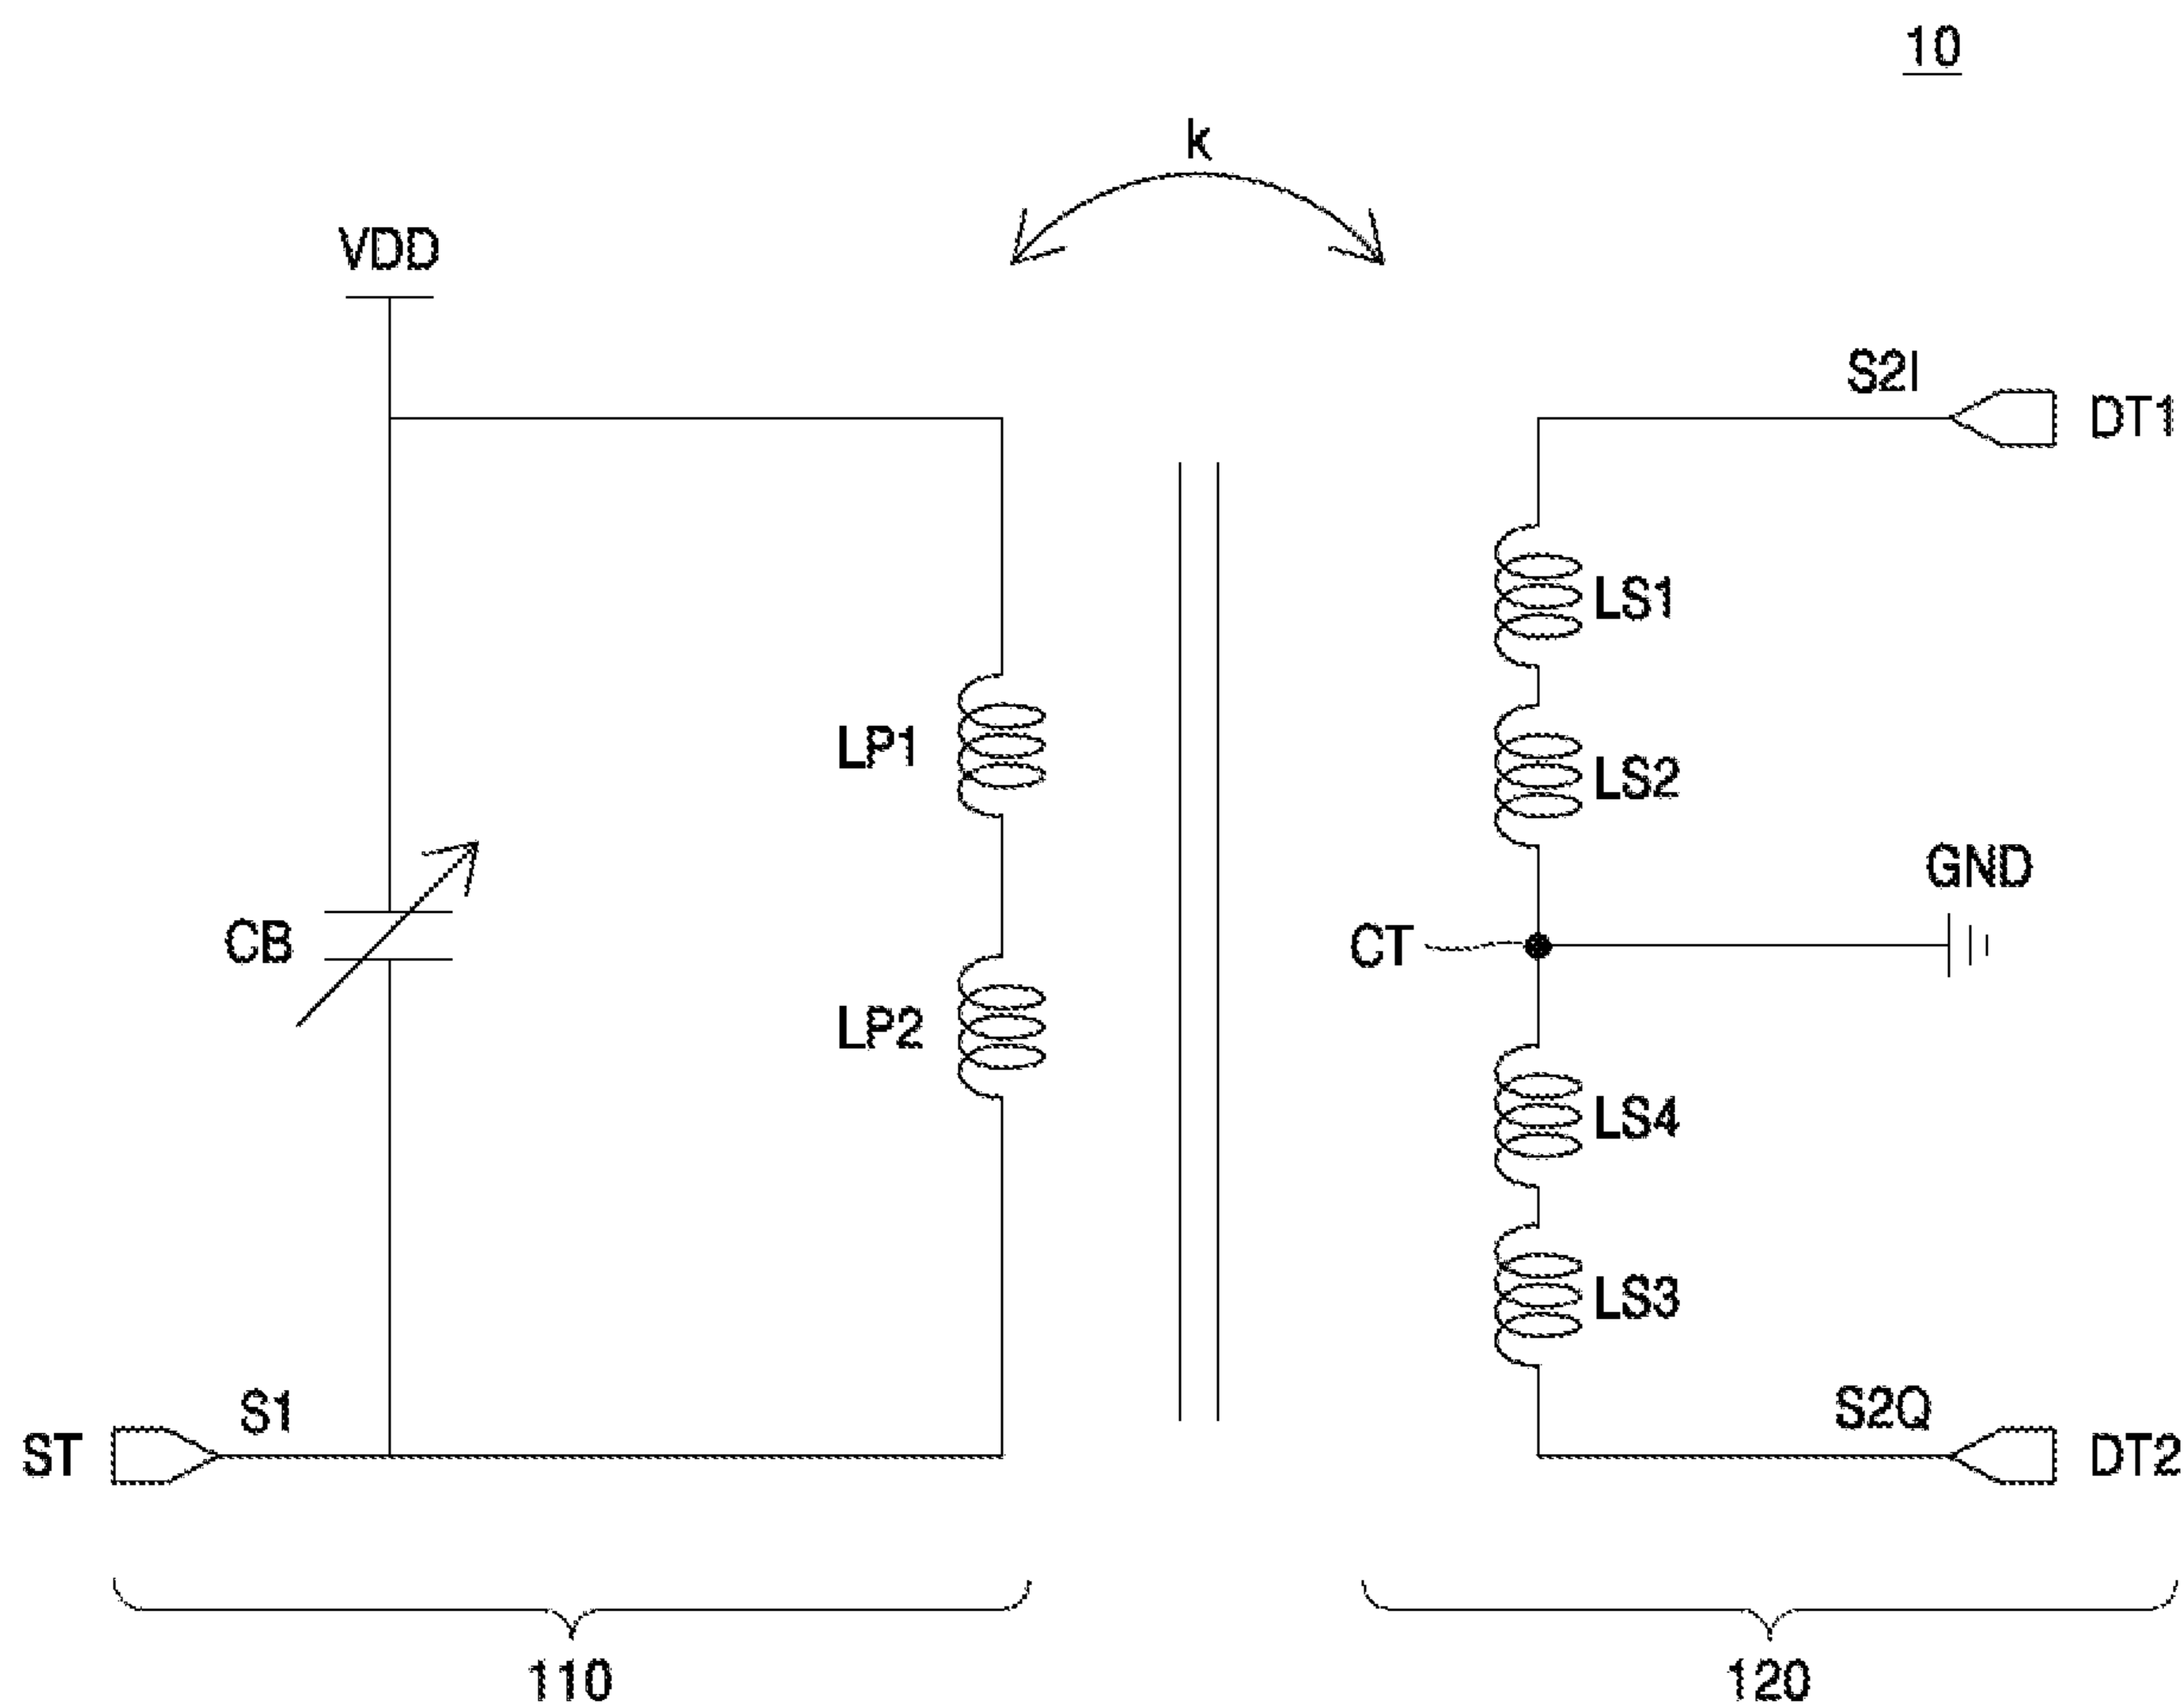 10
k
VDD
S2I
DT1
LS1
LP1
LS2
GND
CB
CT
LP2
LS4
LS3
S1
S2Q
ST
DT2
110
120